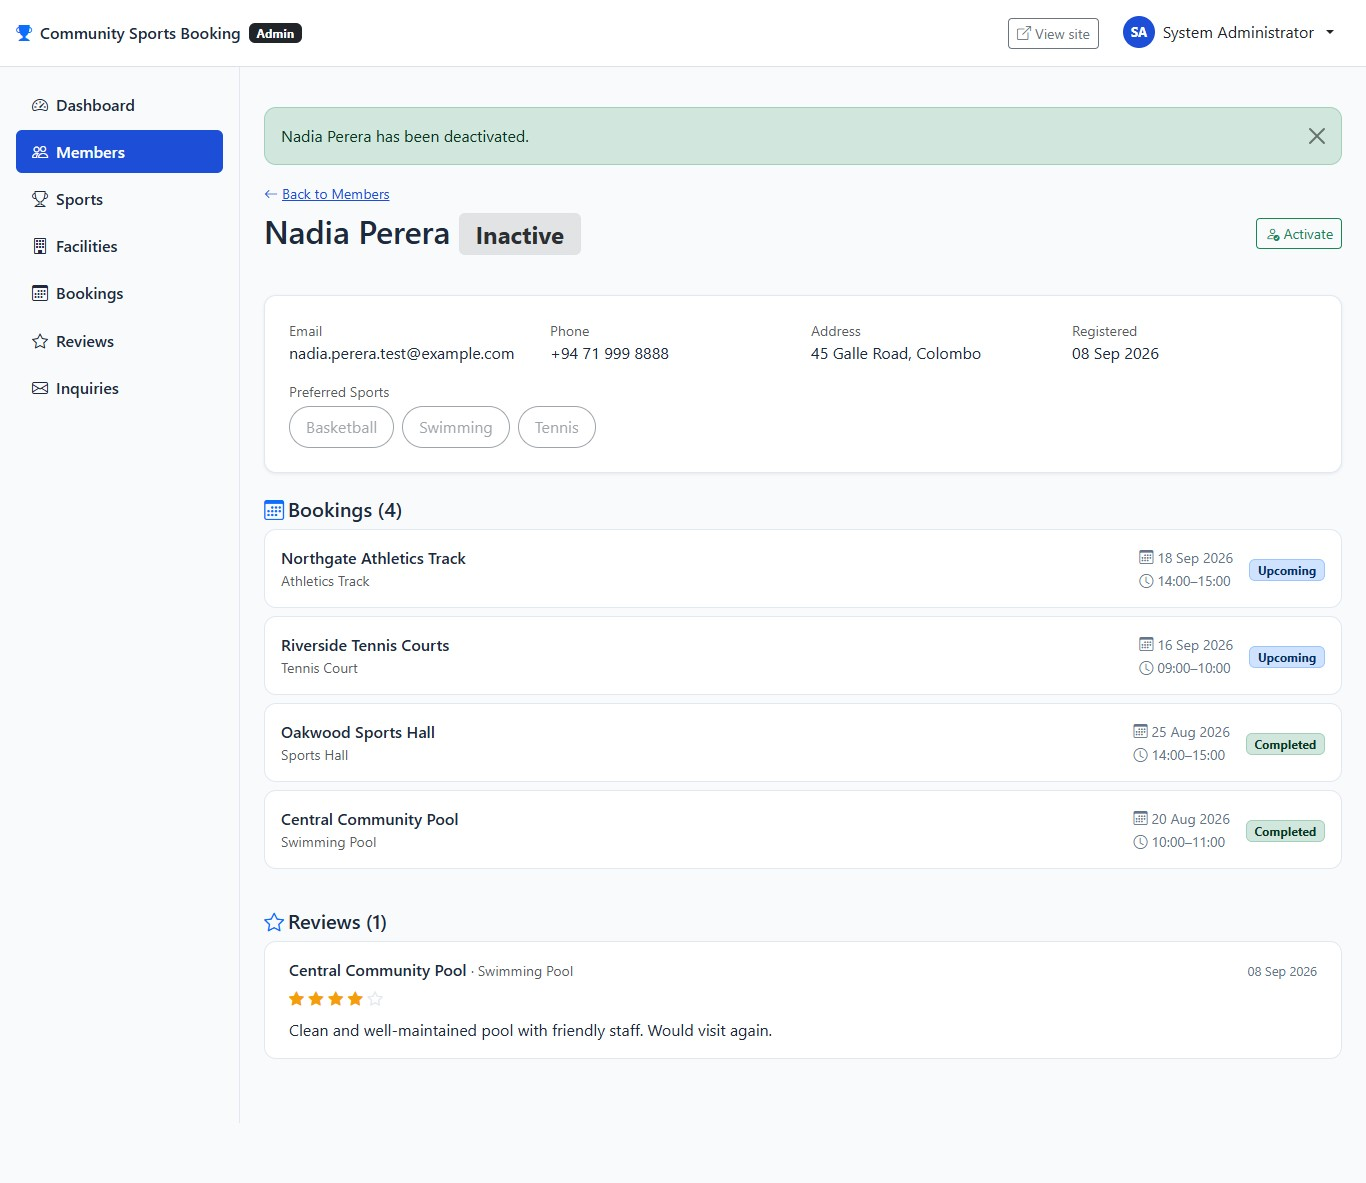 Community Sports Booking Admin
View site
SA System Administrator
Dashboard
Members
Sports
Facilities
Bookings
Reviews
Inquiries
Nadia Perera has been deactivated.
← Back to Members
Nadia Perera Inactive
Activate
Email
nadia.perera.test@example.com
Phone
+94 71 999 8888
Address
45 Galle Road, Colombo
Registered
08 Sep 2026
Preferred Sports
Basketball Swimming Tennis
Bookings (4)
Northgate Athletics Track
Athletics Track
18 Sep 2026
14:00–15:00
Upcoming
Riverside Tennis Courts
Tennis Court
16 Sep 2026
09:00–10:00
Upcoming
Oakwood Sports Hall
Sports Hall
25 Aug 2026
14:00–15:00
Completed
Central Community Pool
Swimming Pool
20 Aug 2026
10:00–11:00
Completed
Reviews (1)
Central Community Pool · Swimming Pool
08 Sep 2026
Clean and well-maintained pool with friendly staff. Would visit again.